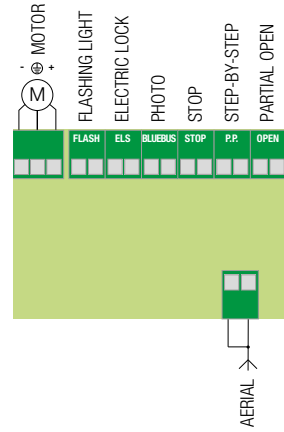 MOTOR
- +
M
FLASHING LIGHT
ELECTRIC LOCK
PHOTO
STOP
STEP-BY-STEP
PARTIAL OPEN
FLASH ELS BLUEBUS STOP P.P. OPEN
AERIAL